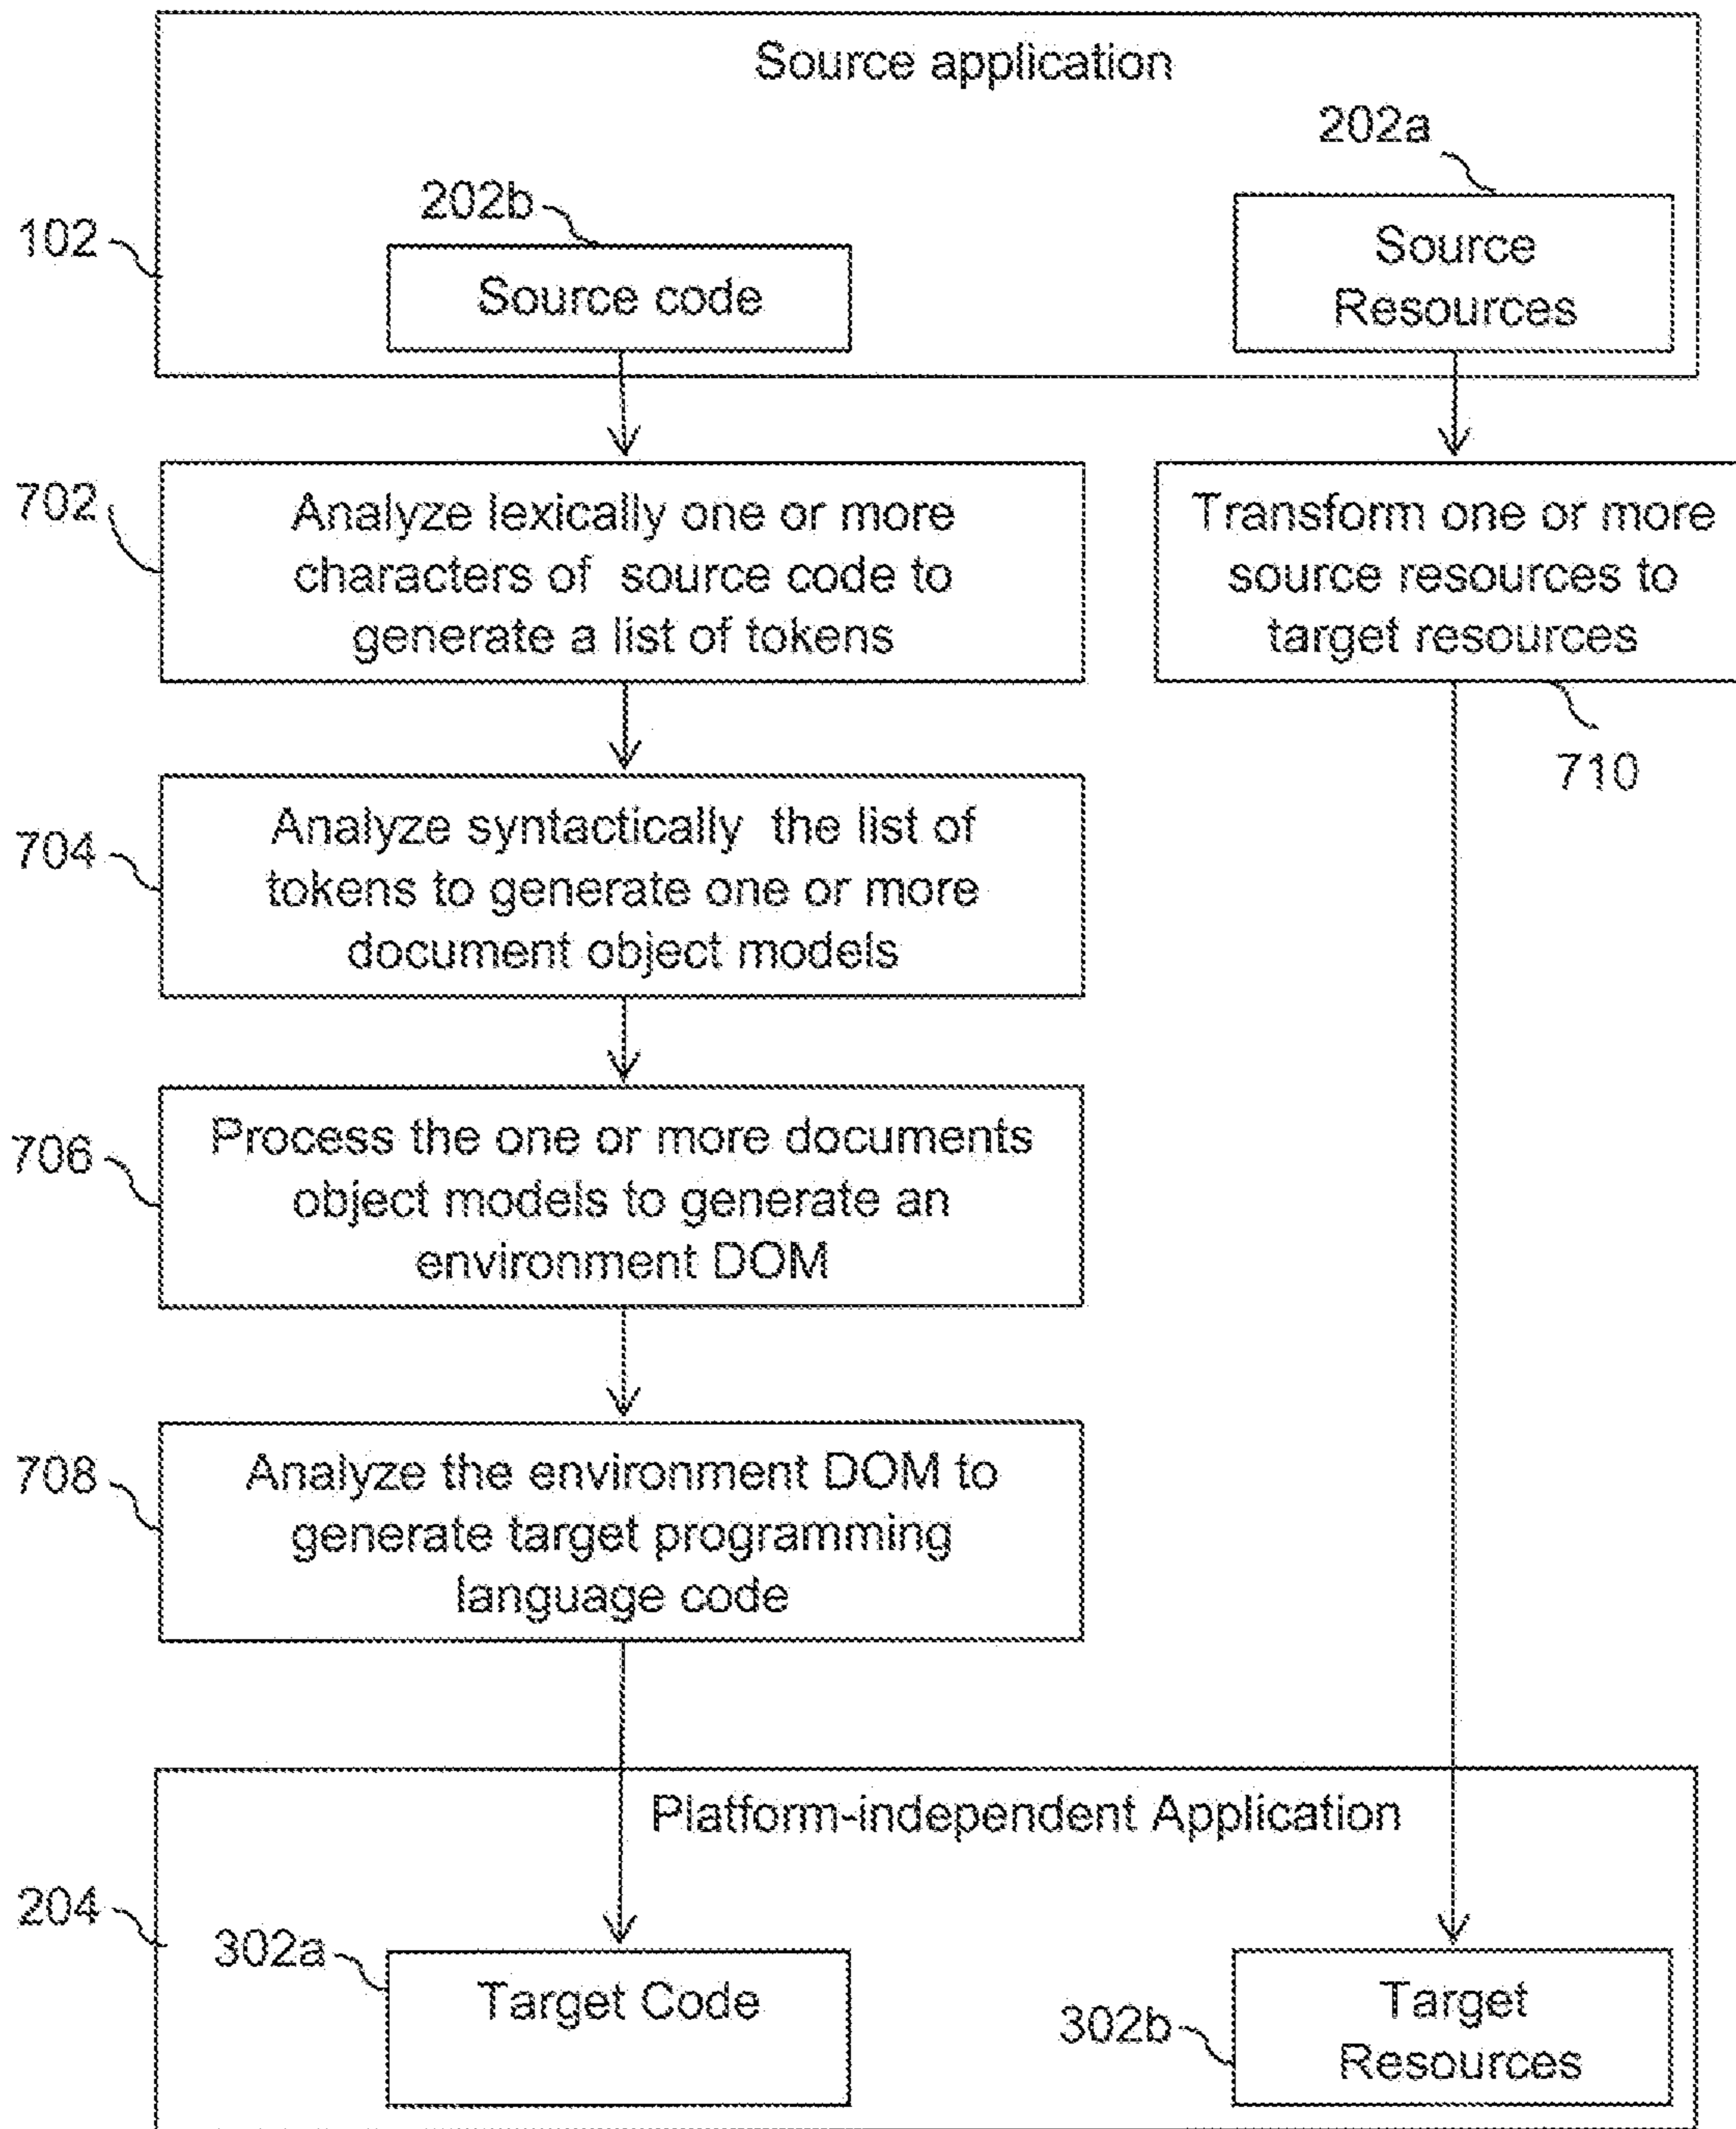 Source application
202a
202b
102
Source code
Source
Resources
702
Analyze lexically one or more
characters of source code to
generate a list of tokens
Transform one or more
source resources to
target resources
710
704
Analyze syntactically the list of
tokens to generate one or more
document object models
706
Process the one or more documents
object models to generate an
environment DOM
708
Analyze the environment DOM to
generate target programming
language code
Platform-independent Application
204
302a
Target Code
302b
Target
Resources